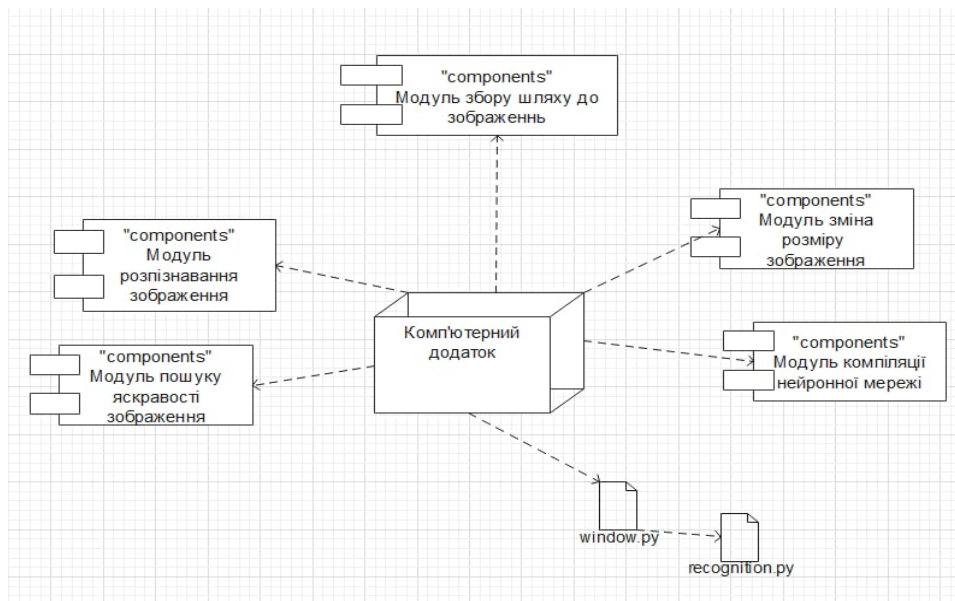 "components"
Модуль збору шляху до
зображеннь
"components"
Модуль зміна
розміру
зображення
"components"
Модуль
розпізнавання
зображення
Комп'ютерний
додаток
"components"
Модуль компіляції
нейронної мережі
"components"
Модуль пошуку
яскравості
зображення
window.py
recognition.py